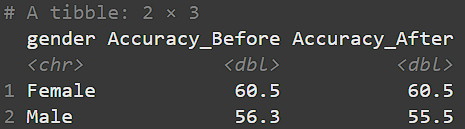 # A tibble: 2 × 3
gender Accuracy_Before Accuracy_After
<chr> <dbl> <dbl>
1 Female 60.5 60.5
2 Male 56.3 55.5